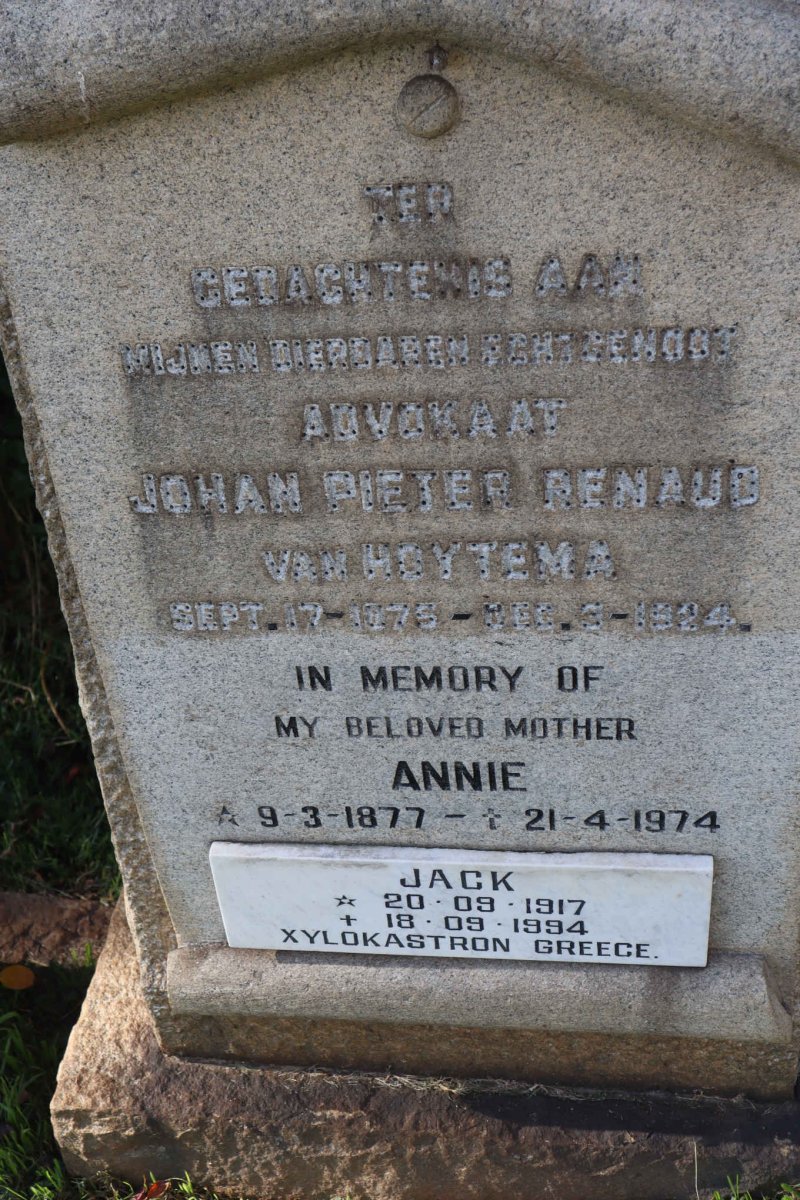 TER
GEDACHTENIS AAN
MIJNEN DIERBAREN ECHTGENOOT
ADVOKAAT
JOHAN PIETER RENAUD
VAN HOYTEMA
SEPT. 17-1875 - DEC. 3-1924.
IN MEMORY OF
MY BELOVED MOTHER
ANNIE
☆ 9-3-1877 - ✝ 21-4-1974
JACK
☆ 20·09·1917
✝ 18·09·1994
XYLOKASTRON GREECE.